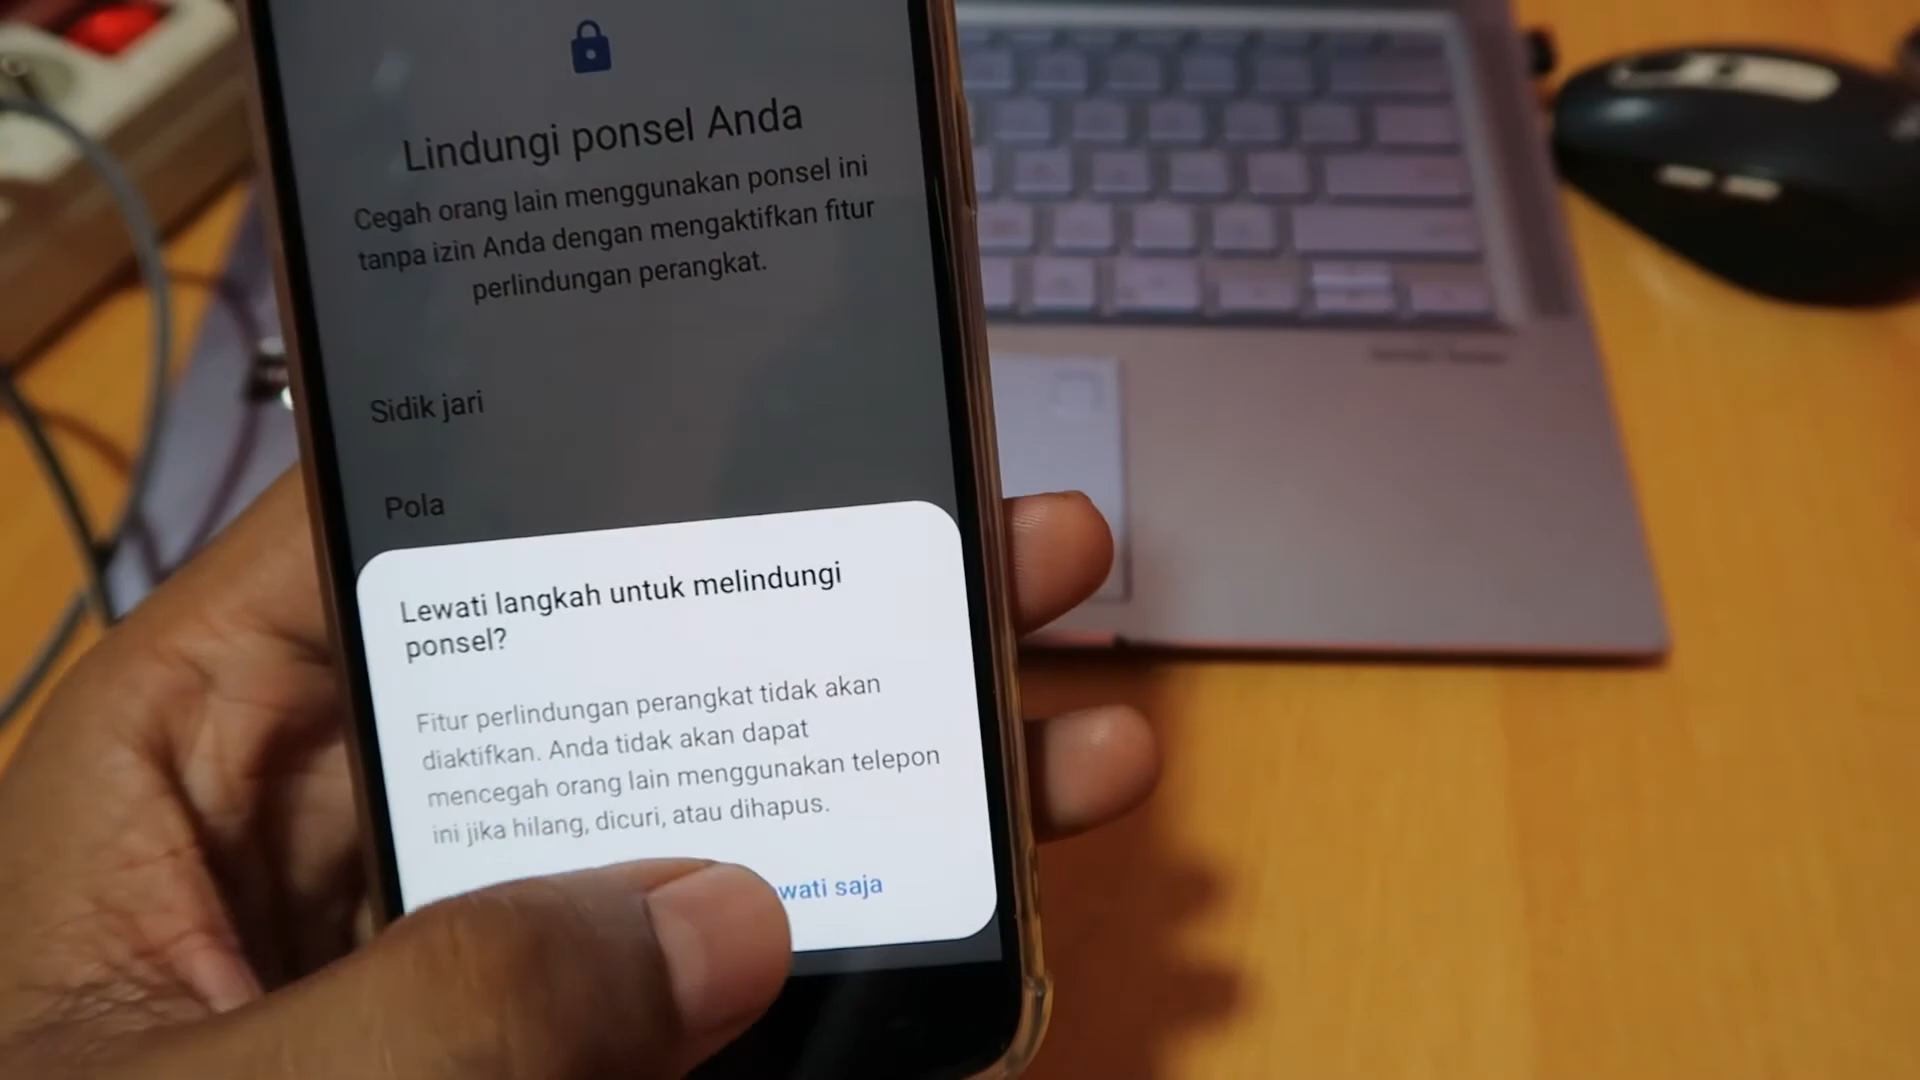 Lindungi ponsel Anda
Cegah orang lain menggunakan ponsel ini
tanpa izin Anda dengan mengaktifkan fitur
perlindungan perangkat.
Sidik jari
Pola
Lewati langkah untuk melindungi
ponsel?
Fitur perlindungan perangkat tidak akan
diaktifkan. Anda tidak akan dapat
mencegah orang lain menggunakan telepon
ini jika hilang, dicuri, atau dihapus.
wati saja